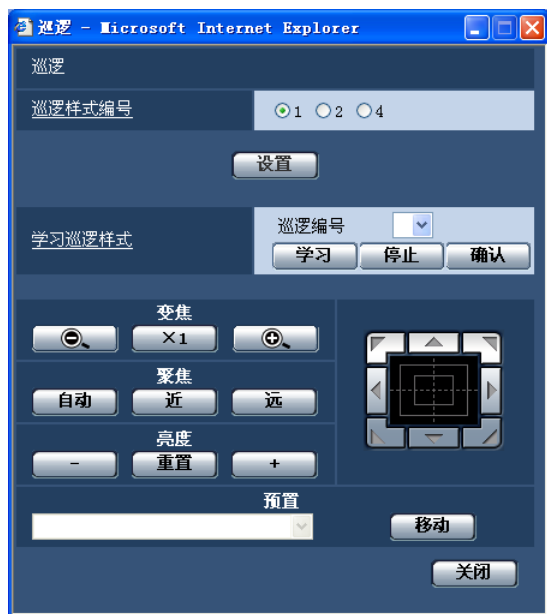 巡逻 - Microsoft Internet Explorer
巡逻
巡逻样式编号 1 2 4
设置
学习巡逻样式 巡逻编号
学习 停止 确认
变焦
×1
聚焦
自动 近 远
亮度
- 重置 +
预置
移动
关闭